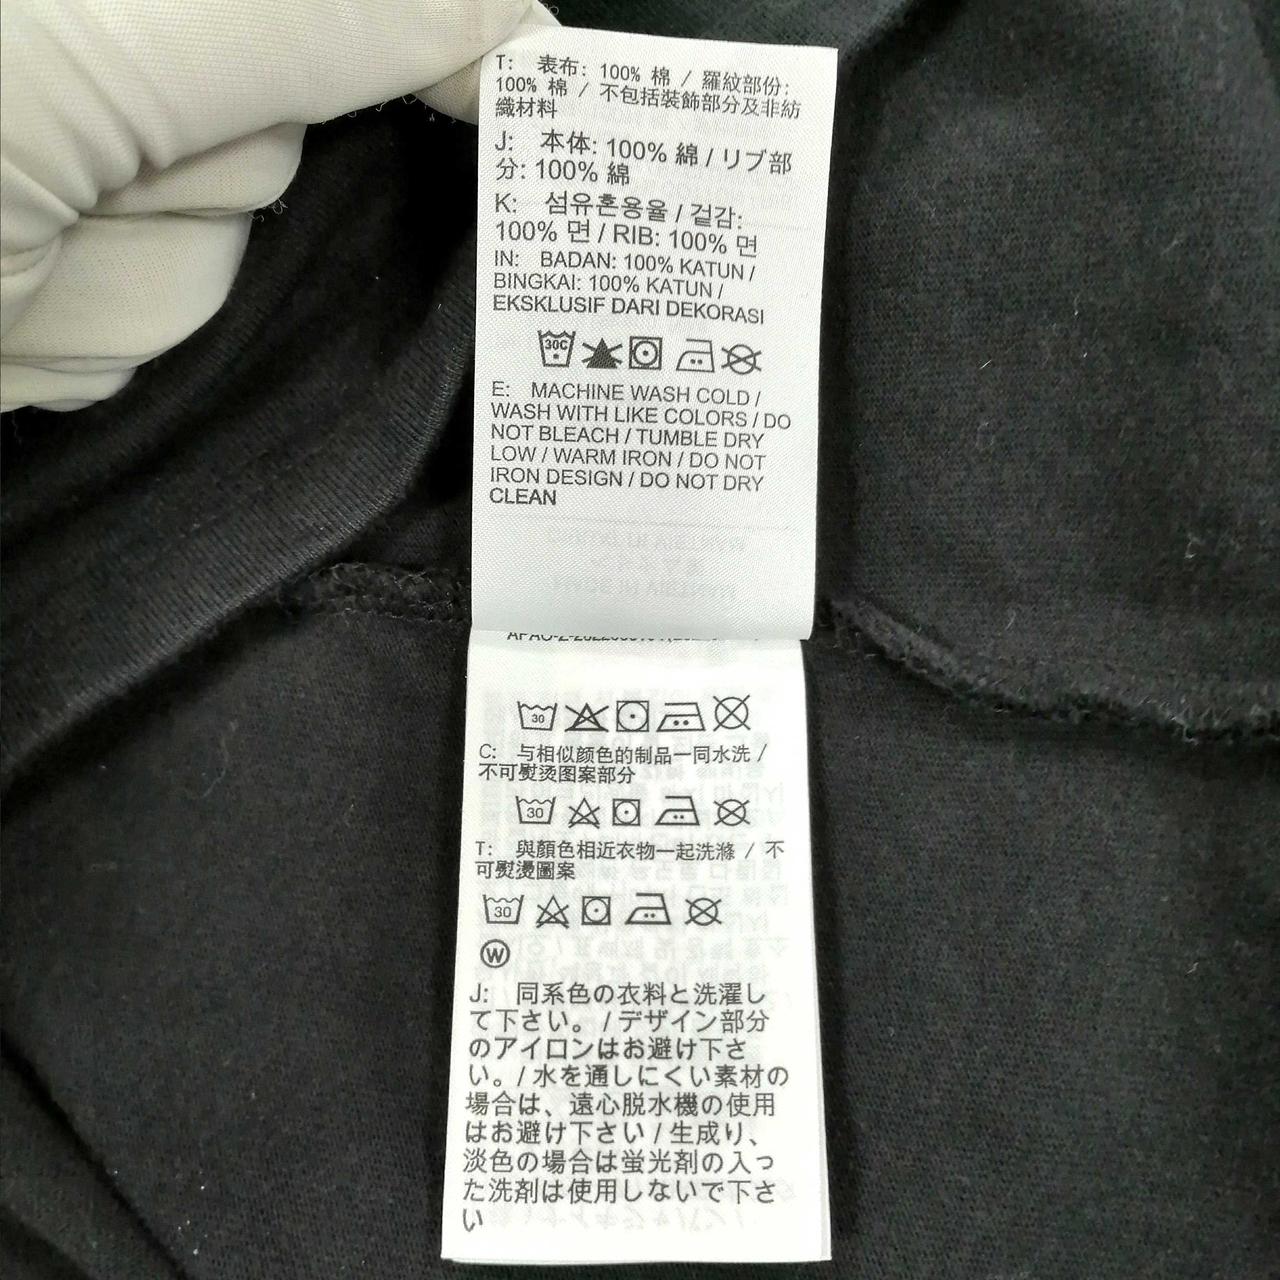 T: 表布: 100% 棉 / 羅紋部份:
100% 棉 / 不包括裝飾部分及非紡
織材料
J: 本体: 100% 綿 / リブ部
分: 100% 綿
K: 섬유혼용율 / 겉감:
100% 면 / RIB: 100% 면
IN: BADAN: 100% KATUN /
BINGKAI: 100% KATUN /
EKSKLUSIF DARI DEKORASI
30C
E: MACHINE WASH COLD /
WASH WITH LIKE COLORS / DO
NOT BLEACH / TUMBLE DRY
LOW / WARM IRON / DO NOT
IRON DESIGN / DO NOT DRY
CLEAN
30
C: 与相似颜色的制品一同水洗 /
不可熨烫图案部分
30
T: 與顏色相近衣物一起洗滌 / 不
可熨燙圖案
30
W
J: 同系色の衣料と洗濯し
て下さい。 / デザイン部分
のアイロンはお避け下さ
い。 / 水を通しにくい素材の
場合は、遠心脱水機の使用
はお避け下さい / 生成り、
淡色の場合は蛍光剤の入っ
た洗剤は使用しないで下さ
い